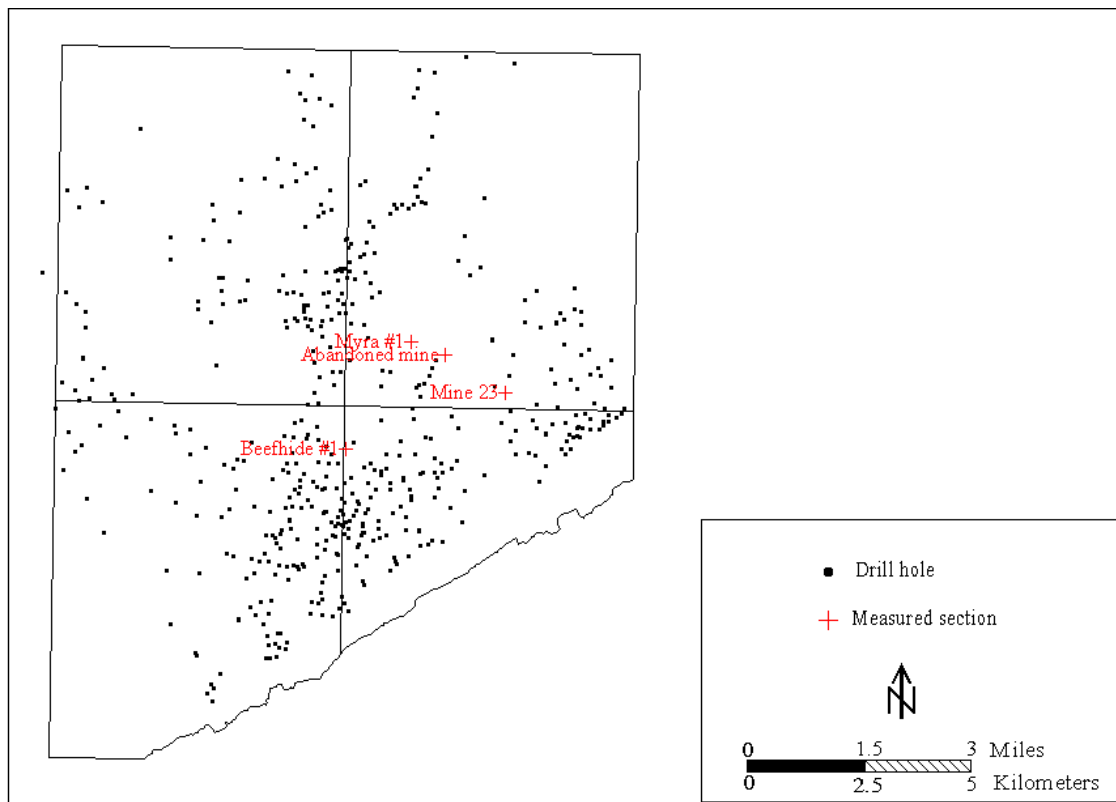 Myra #1
Abandoned mine
Mine 23
Beefhide #1
Drill hole
Measured section
N
0 1.5 3 Miles
0 2.5 5 Kilometers